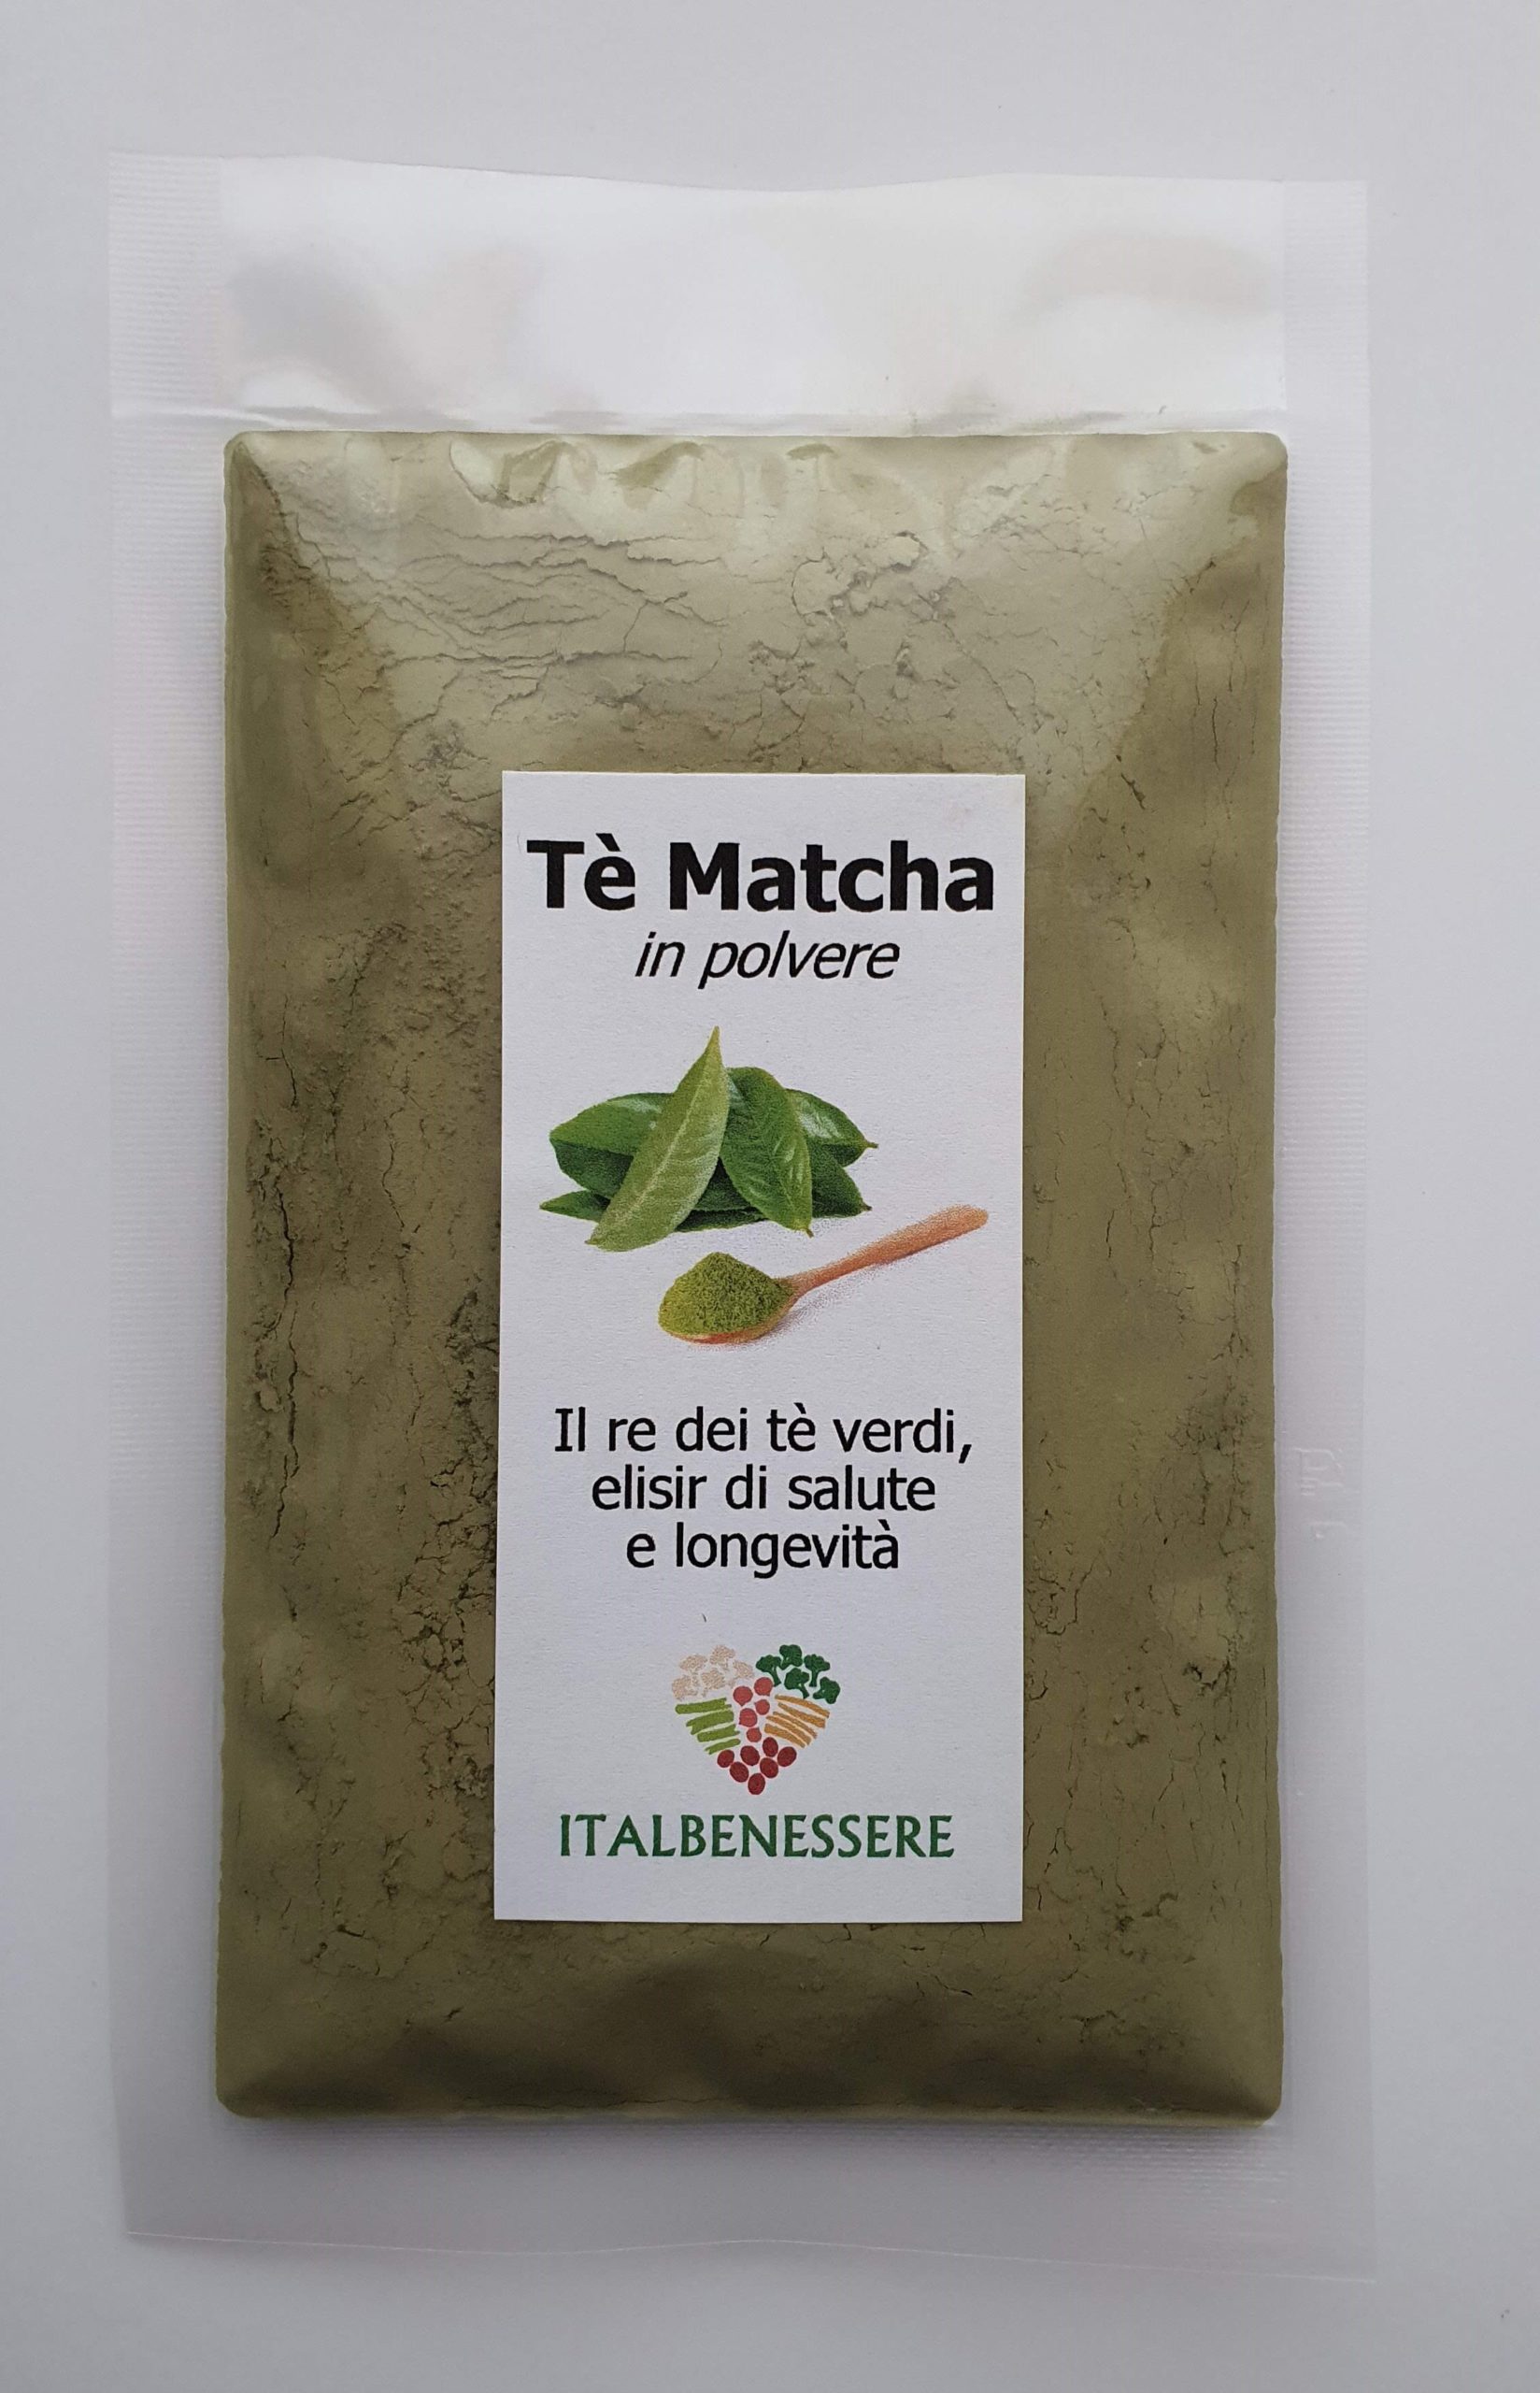 Tè Matcha
in polvere
Il re dei tè verdi,
elisir di salute
e longevità
ITALBENESSERE